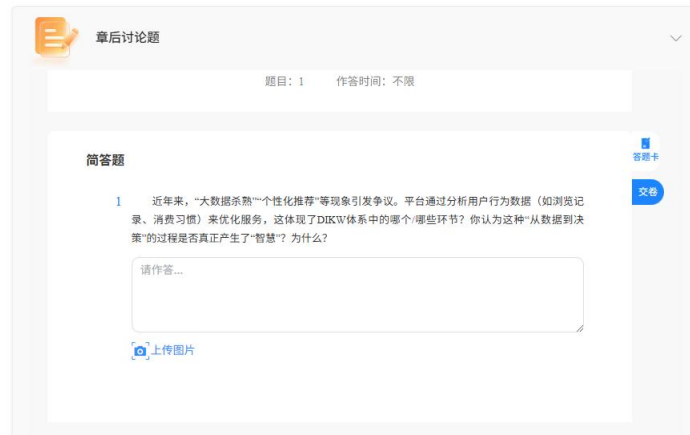 章后讨论题
题目：1 作答时间：不限
简答题
答题卡
交卷
1 近年来，“大数据杀熟”“个性化推荐”等现象引发争议。平台通过分析用户行为数据（如浏览记
录、消费习惯）来优化服务，这体现了DIKW体系中的哪个/哪些环节？你认为这种“从数据到决
策”的过程是否真正产生了“智慧”？为什么？
请作答...
上传图片